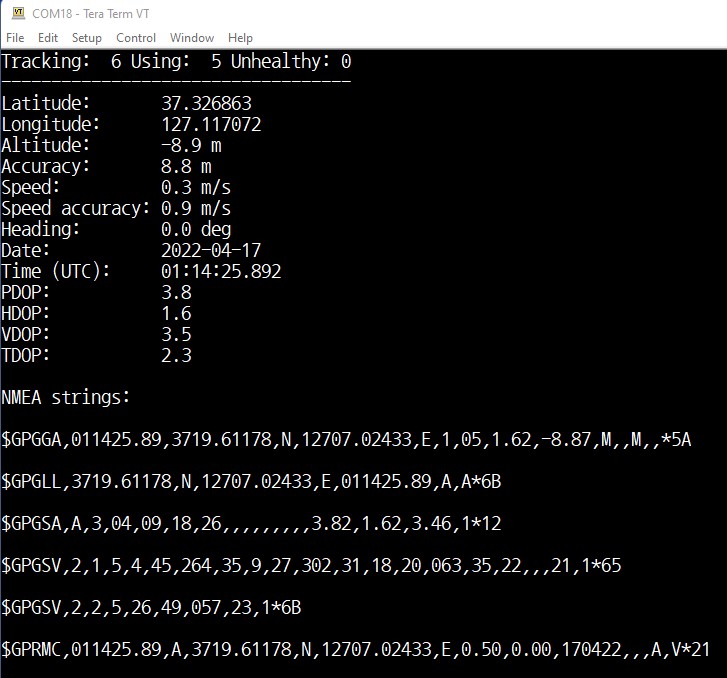 COM18 - Tera Term VT
File Edit Setup Control Window Help
Tracking:  6 Using:  5 Unhealthy: 0
-----------------------------------
Latitude:       37.326863
Longitude:      127.117072
Altitude:       -8.9 m
Accuracy:       8.8 m
Speed:          0.3 m/s
Speed accuracy: 0.9 m/s
Heading:        0.0 deg
Date:           2022-04-17
Time (UTC):     01:14:25.892
PDOP:           3.8
HDOP:           1.6
VDOP:           3.5
TDOP:           2.3
NMEA strings:
$GPGGA,011425.89,3719.61178,N,12707.02433,E,1,05,1.62,-8.87,M,,M,,*5A
$GPGLL,3719.61178,N,12707.02433,E,011425.89,A,A*6B
$GPGSA,A,3,04,09,18,26,,,,,,,,,3.82,1.62,3.46,1*12
$GPGSV,2,1,5,4,45,264,35,9,27,302,31,18,20,063,35,22,,,21,1*65
$GPGSV,2,2,5,26,49,057,23,1*6B
$GPRMC,011425.89,A,3719.61178,N,12707.02433,E,0.50,0.00,170422,,,A,V*21